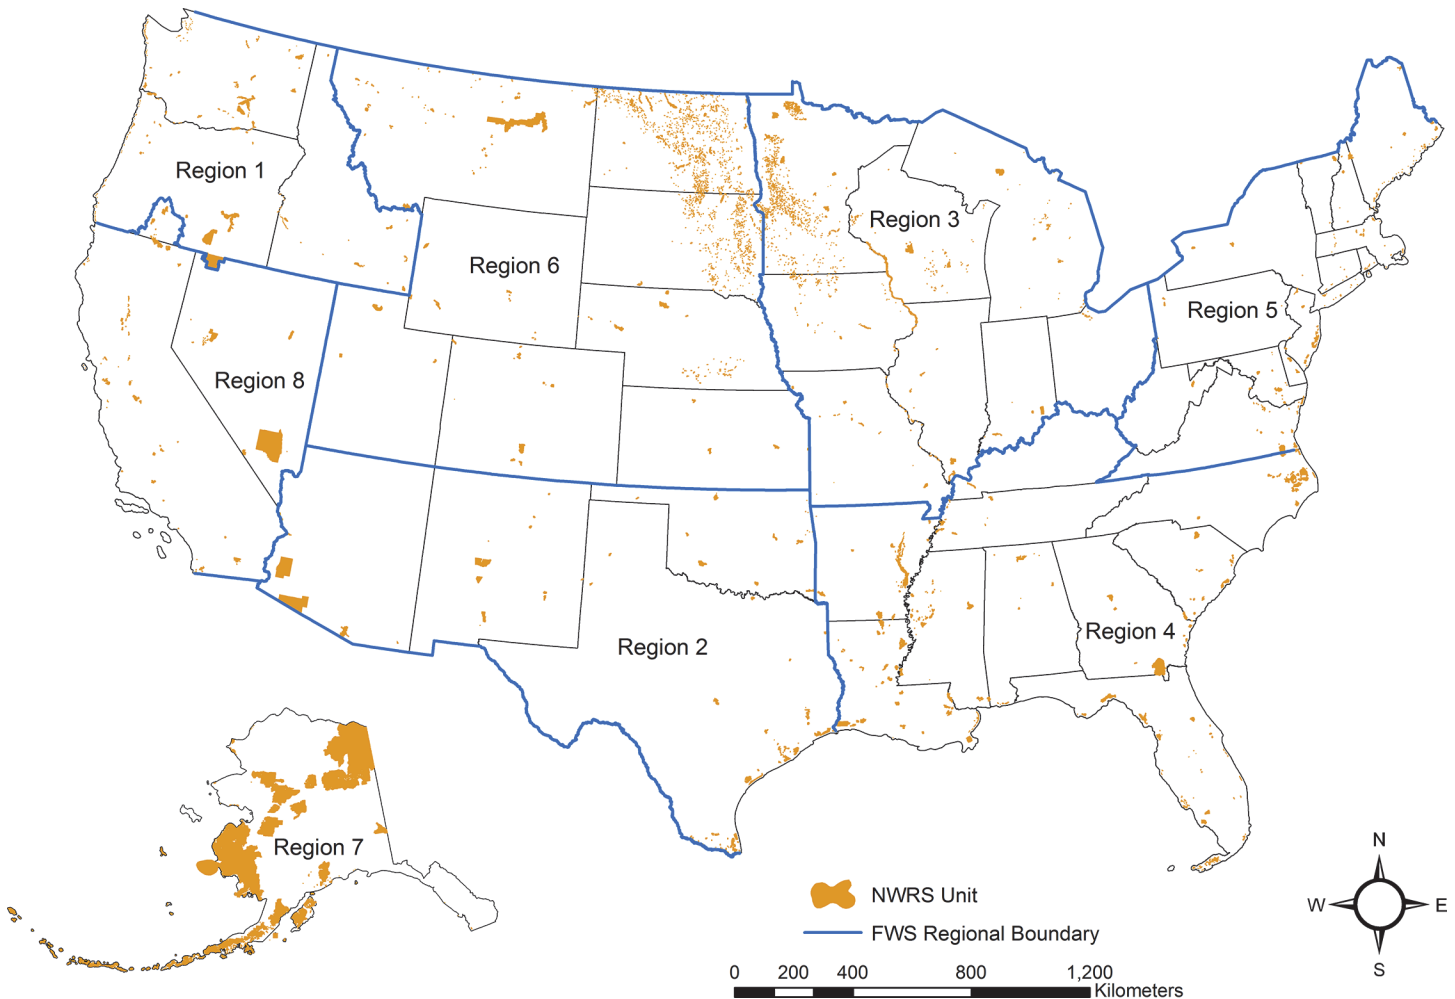 Region 1
Region 3
Region 6
Region 5
Region 8
Region 4
Region 2
Region 7
N
W
E
S
NWRS Unit
FWS Regional Boundary
0 200 400 800 1,200
Kilometers